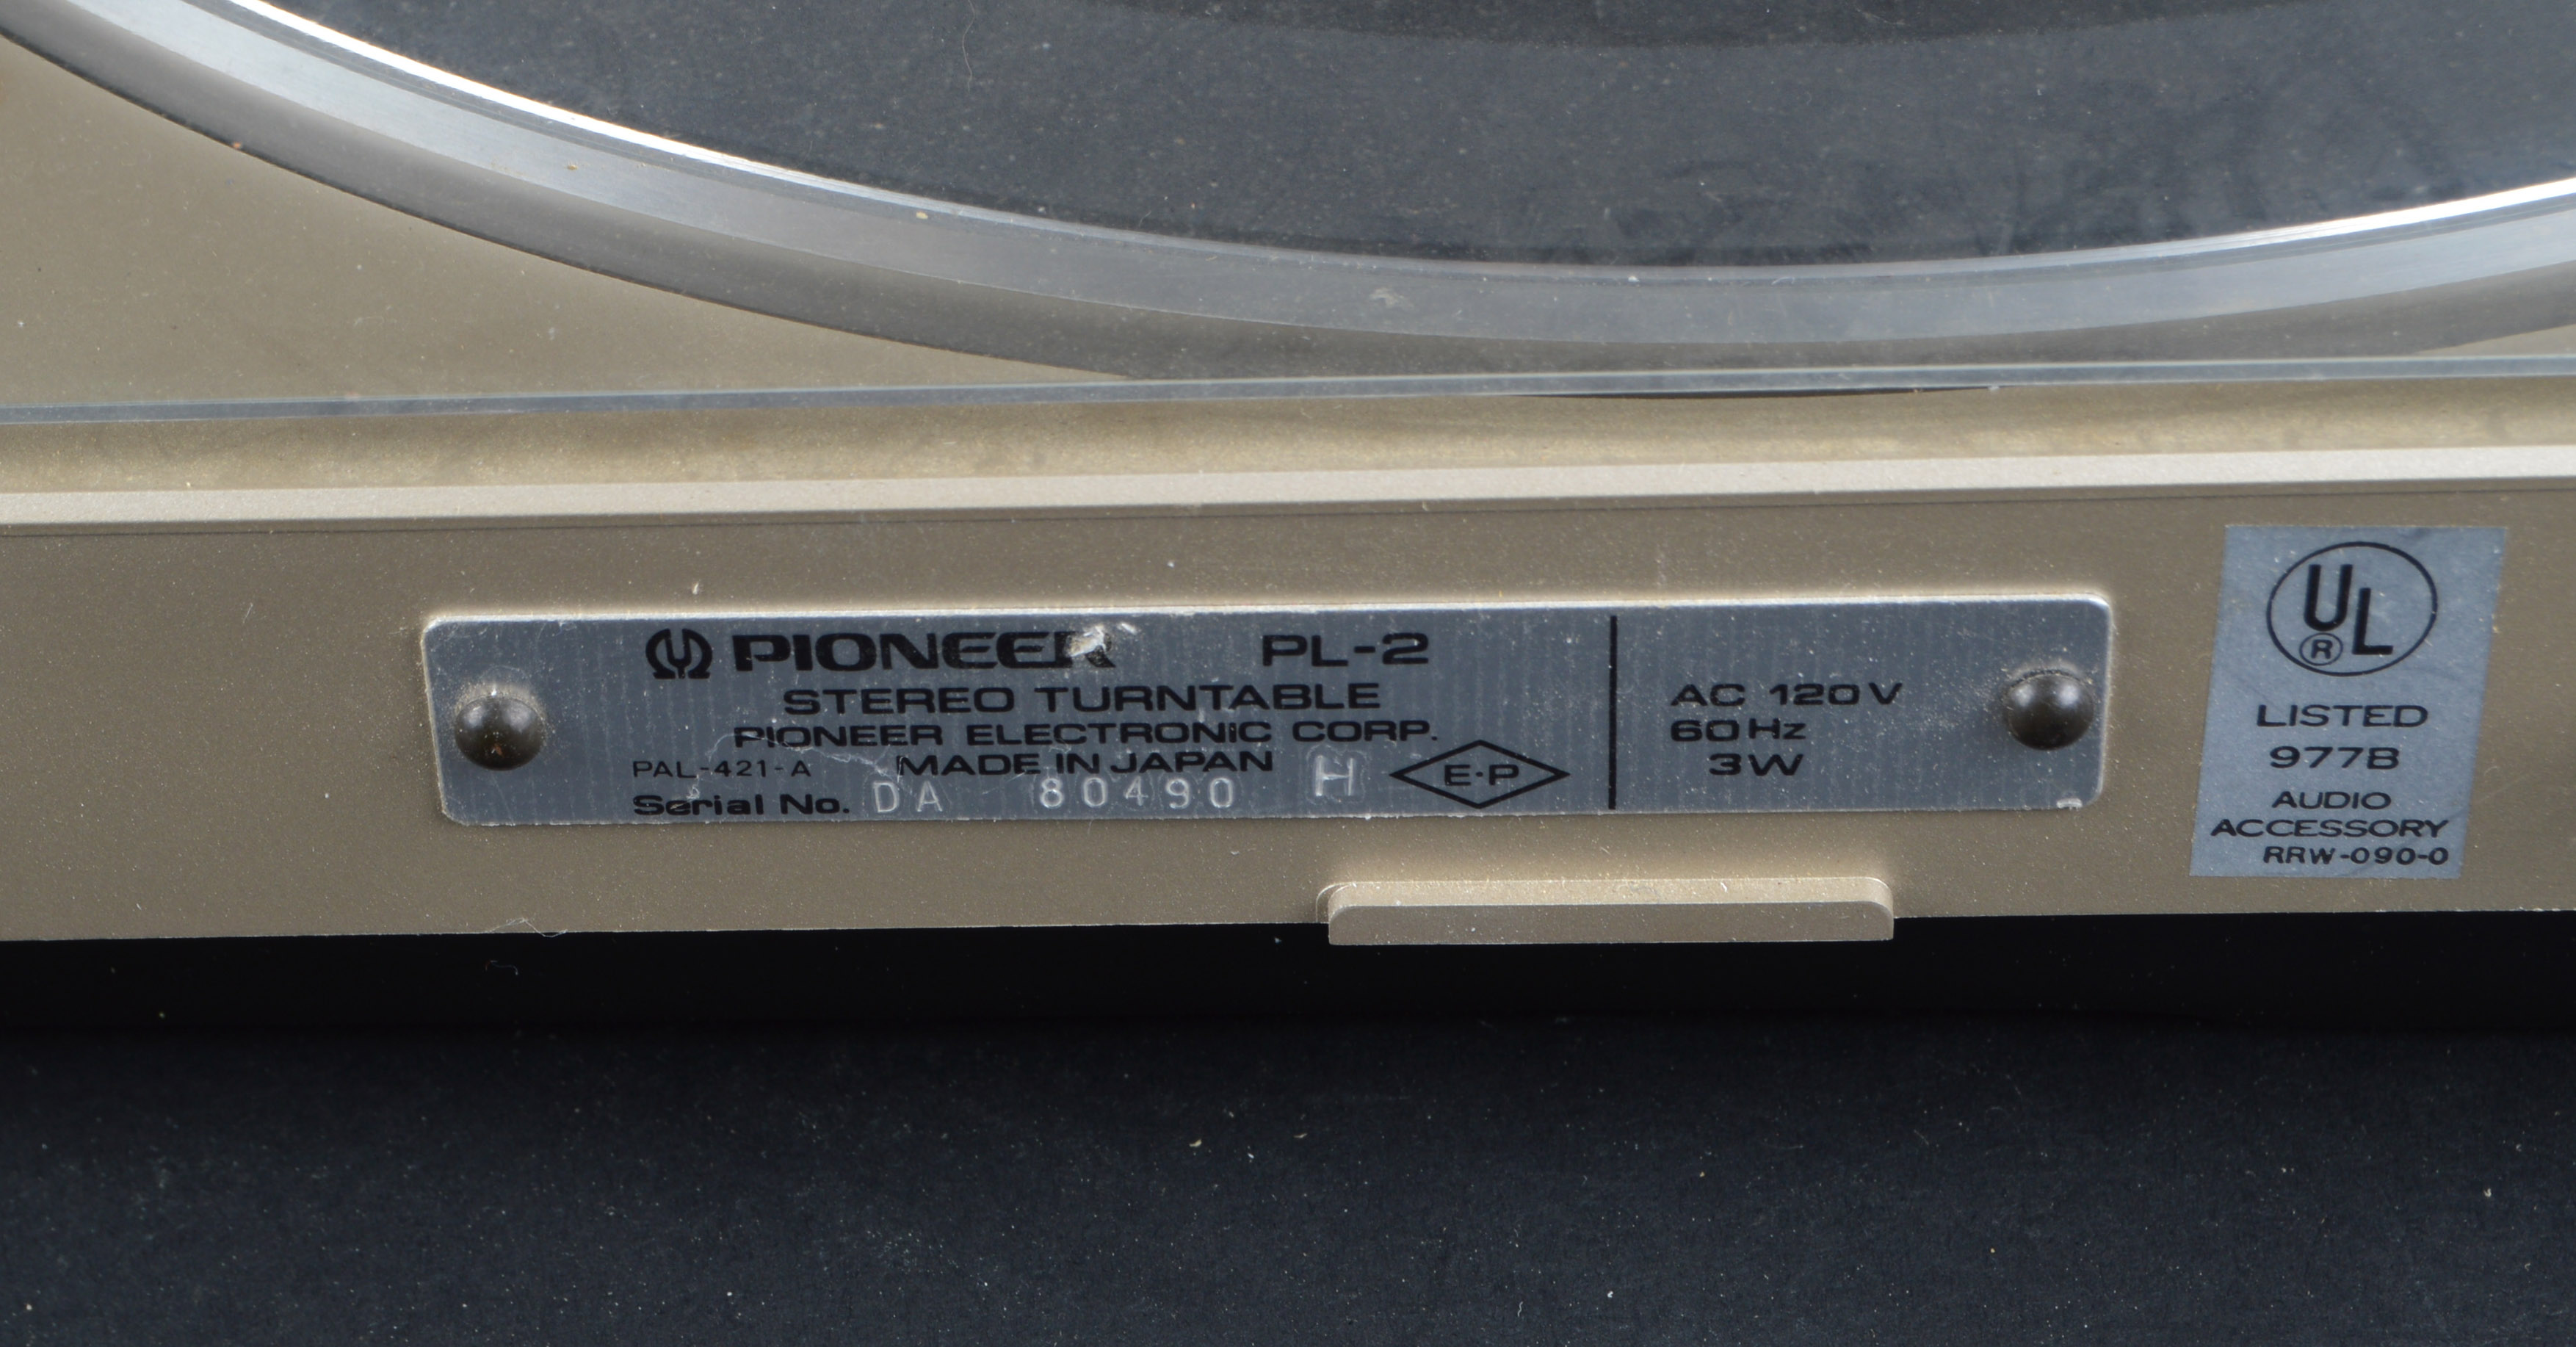 PIONEER PL-2
STEREO TURNTABLE
PIONEER ELECTRONIC CORP.
PAL-421-A MADE IN JAPAN H
Serial No. DA 80490
E·P
AC 120V
60Hz
3W
UL
®
LISTED
977B
AUDIO
ACCESSORY
RRW-090-0